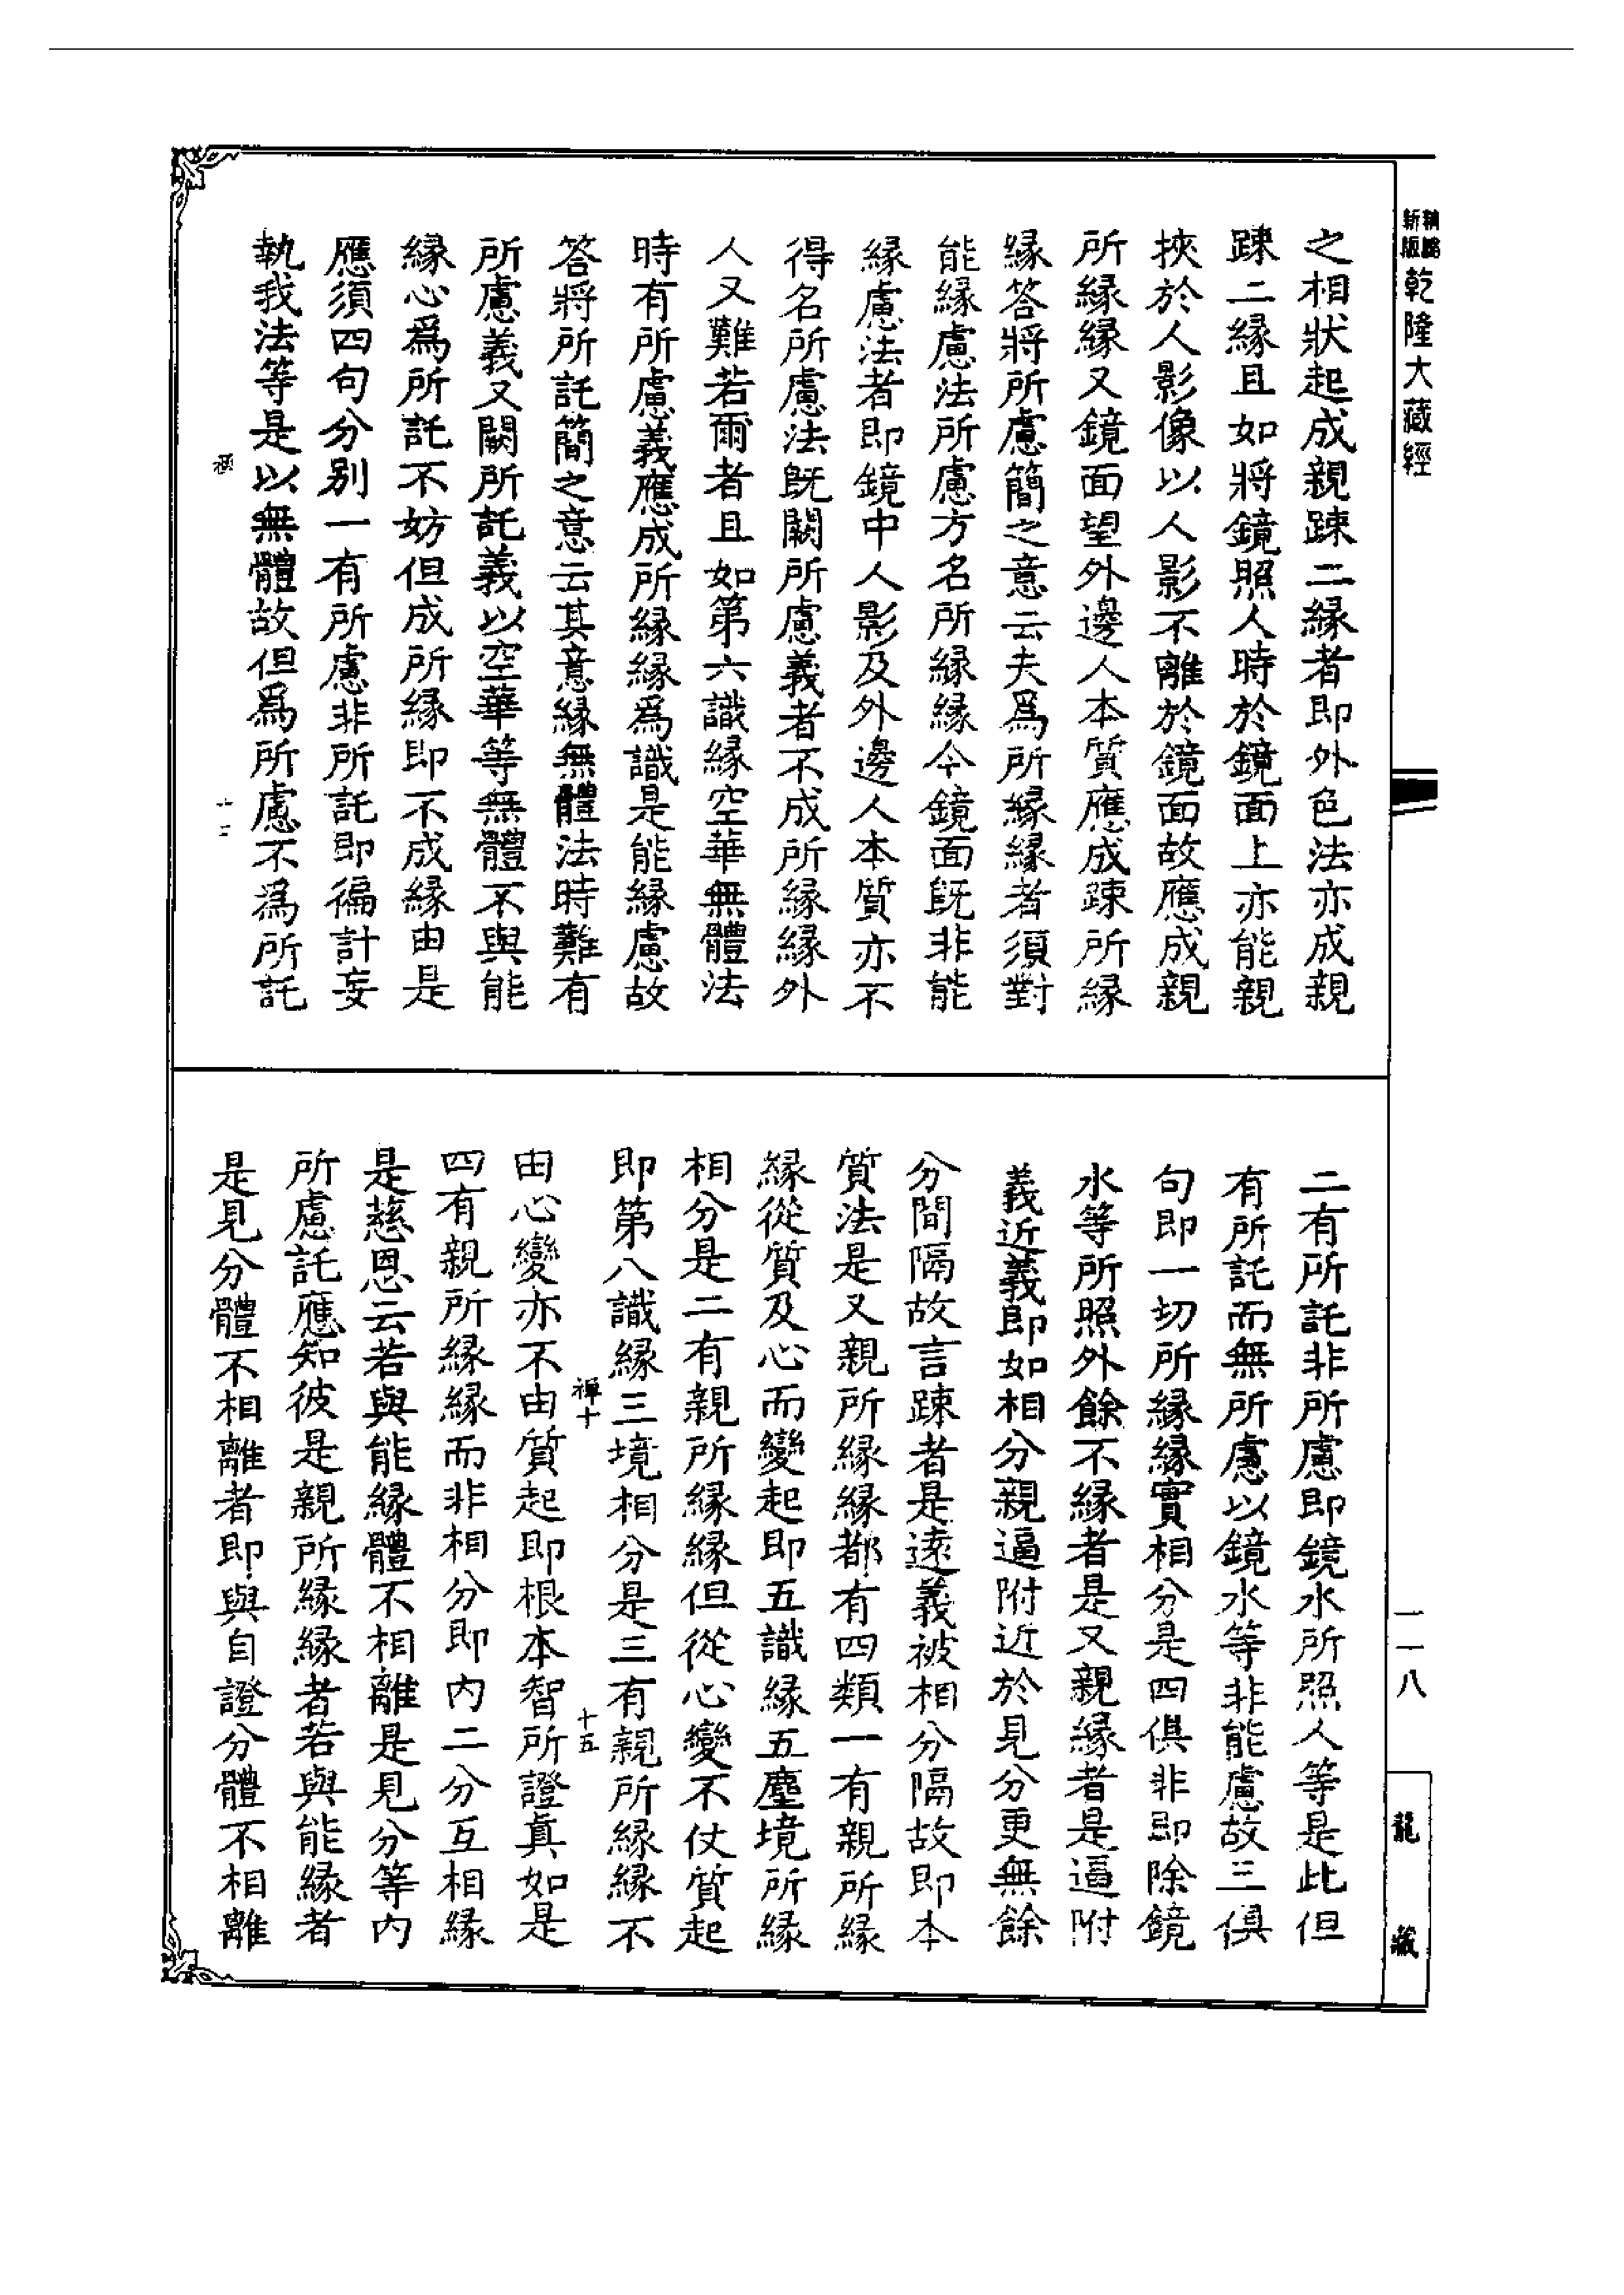 新版
乾隆大藏經
之相狀起成親踈二緣者即外色法亦成親
踈二緣且如將鏡照人時於鏡面上亦能親
挾於人影像以人影不離於鏡面故應成親
所緣緣又鏡面望外邊人本質應成踈所緣
緣答將所慮簡之意云夫爲所緣緣者須對
能緣慮法所慮方名所緣緣今鏡面既非能
緣慮法者即鏡中人影及外邊人本質亦不
得名所慮法既闕所慮義者不成所緣緣外
人又難若爾者且如第六識緣空華無體法
時有所慮義應成所緣緣爲識是能緣慮故
答將所託簡之意云其意緣無體法時難有
所慮義又闕所託義以空華等無體不與能
緣心爲所託不妨但成所緣即不成緣由是
應須四句分別一有所慮非所託即徧計妄
執我法等是以無體故但爲所慮不爲所託
二有所託非所慮即鏡水所照人等是此但
有所託而無所慮以鏡水等非能慮故三俱
句即一切所緣緣實相分是四俱非即除鏡
水等所照外餘不緣者是又親緣者是逼附
義近義即如相分親逼附近於見分更無餘
分間隔故言踈者是逺義被相分隔故即本
質法是又親所緣緣都有四類一有親所緣
緣從質及心而變起即五識緣五塵境所緣
相分是二有親所緣緣但從心變不仗質起
即第八識緣三境相分是三有親所緣緣不
禪十
十五
由心變亦不由質起即根本智所證真如是
四有親所緣緣而非相分即内二分互相緣
是慈恩云若與能緣體不相離是見分等内
所慮託應知彼是親所緣緣者若與能緣者
是見分體不相離者即與自證分體不相離
一一八
龍藏